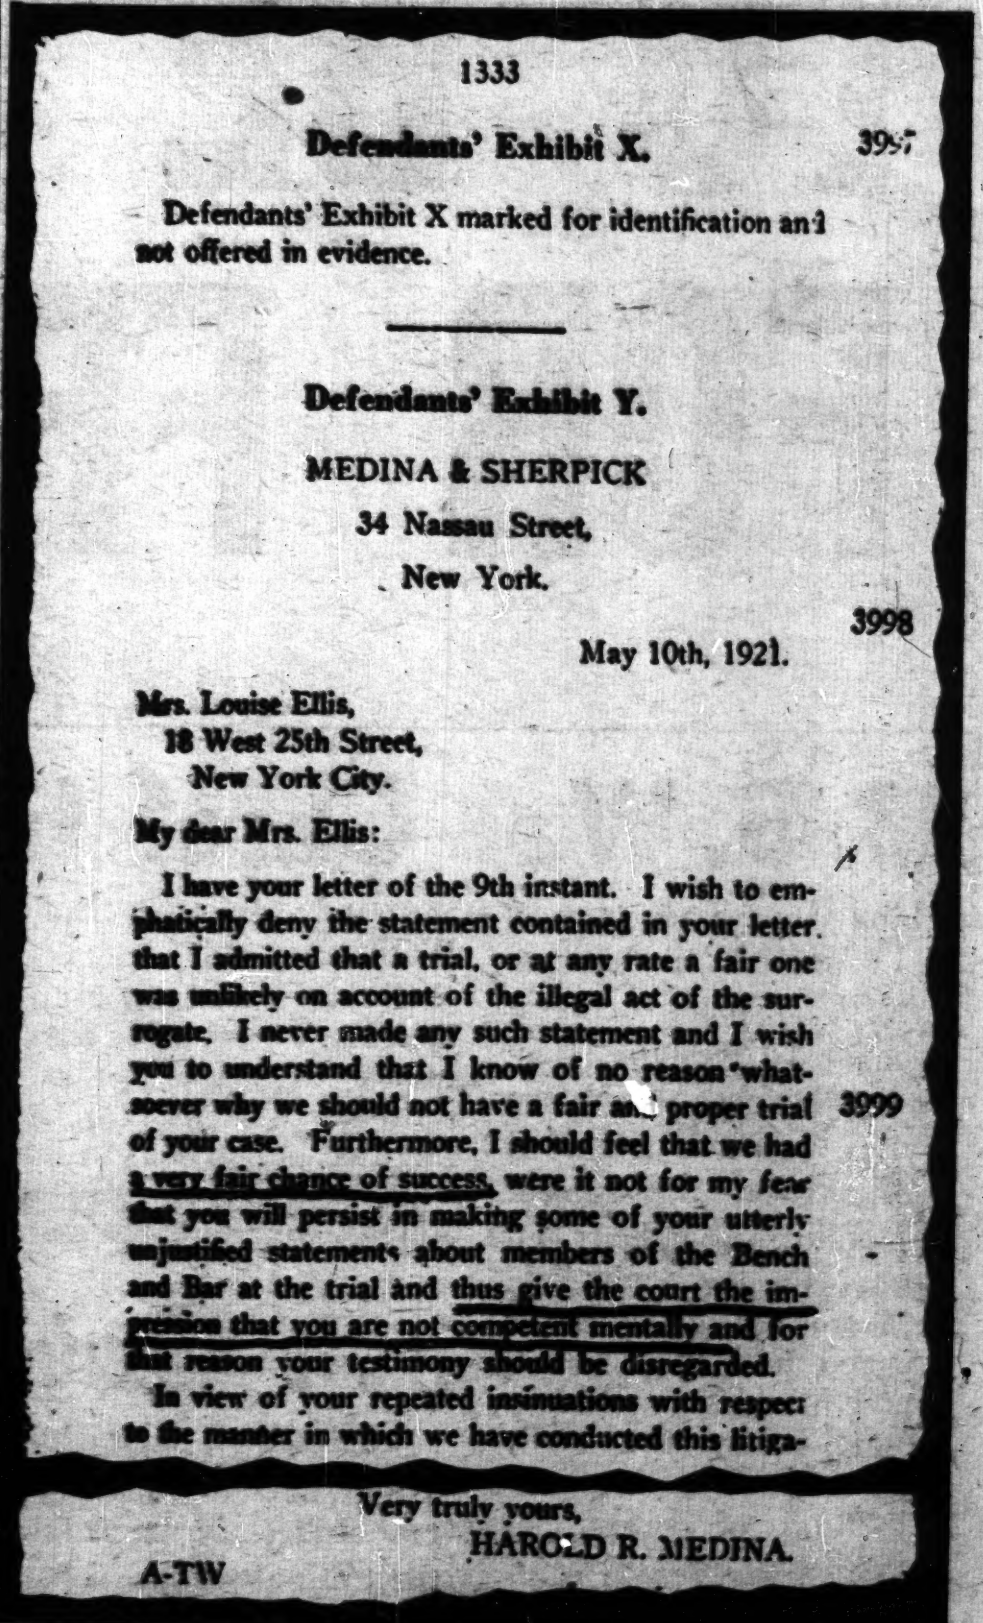 1333
Defendants' Exhibit X.
Defendants' Exhibit X marked for identification and
not offered in evidence.
Defendants' Exhibit Y.
MEDINA & SHERPICK
34 Nassau Street,
New York.
3998
May 10th, 1921.
Mrs. Louise Ellis,
18 West 25th Street,
New York City.
My dear Mrs. Ellis:
I have your letter of the 9th instant. I wish to em-
phatically deny the statement contained in your letter
that I admitted that a trial, or at any rate a fair one
was unlikely on account of the illegal act of the sur-
rogate. I never made any such statement and I wish
you to understand that I know of no reason what-
soever why we should not have a fair and proper trial 3999
of your case. Furthermore, I should feel that we had
a very fair chance of success, were it not for my fear
that you will persist in making some of your utterly
unjustified statements about members of the Bench
and Bar at the trial and thus give the court the im-
pression that you are not competent mentally and for
that reason your testimony should be disregarded.
In view of your repeated insinuations with respect
to the manner in which we have conducted this litiga-
Very truly yours,
HAROLD R. MEDINA.
A-TW